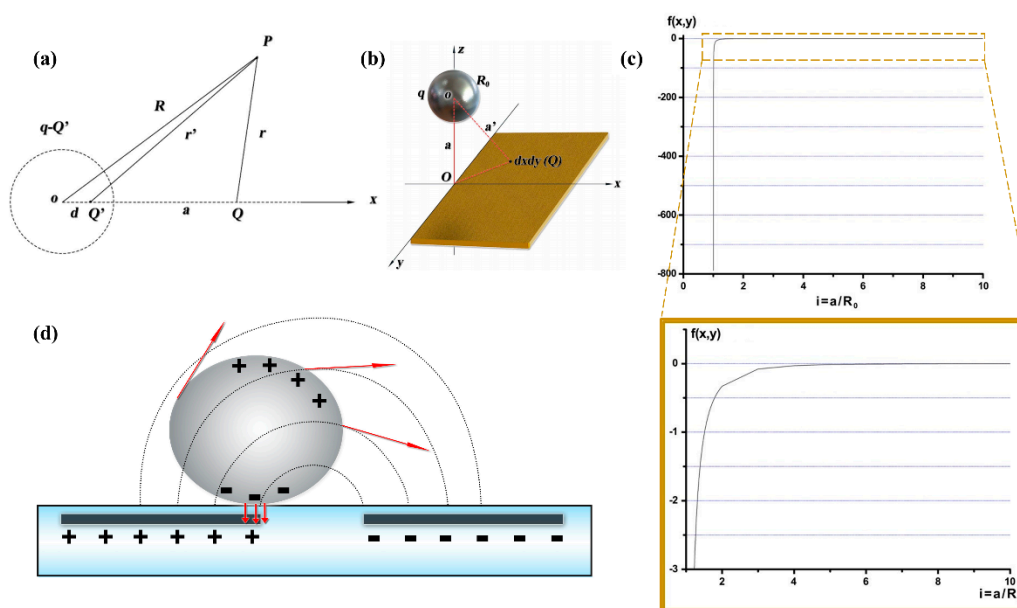 (a)
P
R
r'
r
q-Q'
o
d
Q'
a
Q
x
(b)
z
R₀
q
o
a'
a
dxdy (Q)
O
x
y
(c)
f(x,y)
0
-200
-400
-600
-800
0 2 4 6 8 10
i=a/R₀
f(x,y)
0
-1
-2
-3
2 4 6 8 10
i=a/R
(d)
+ + + +
- - -
+ + + + + +
- - - - - -